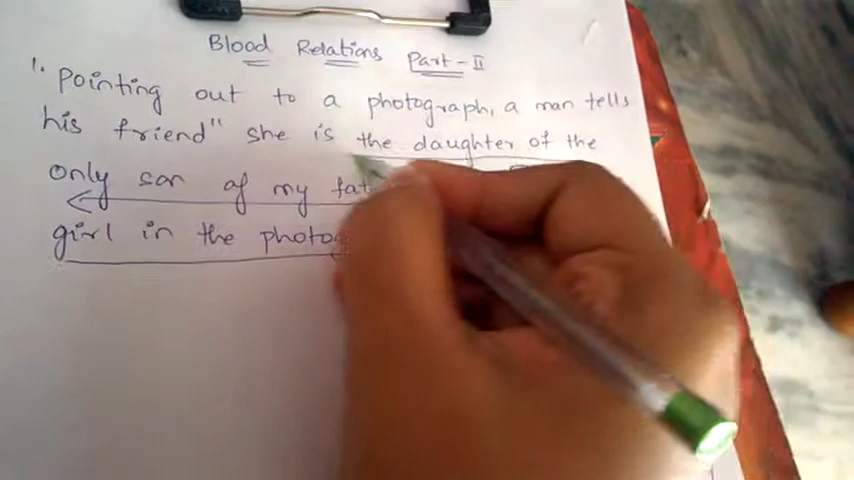 Blood Relations Part-II
1. Pointing out to a photograph, a man tells
his friend" she is the daughter of the
only son of my
girl in the